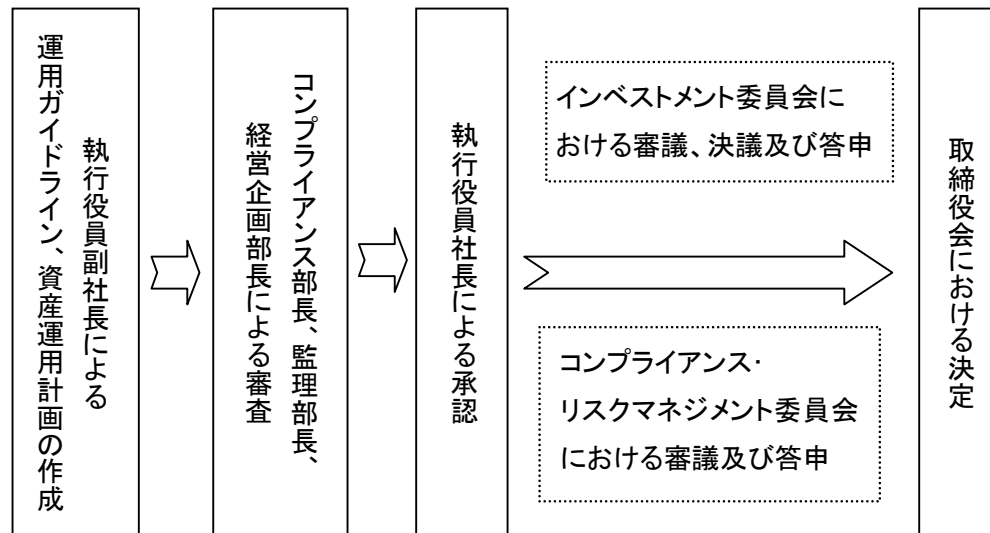 執行役員副社長による
運用ガイドライン、資産運用計画の作成
コンプライアンス部長、監理部長、
経営企画部長による審査
執行役員社長による承認
インベストメント委員会に
おける審議、決議及び答申
コンプライアンス・
リスクマネジメント委員会
における審議及び答申
取締役会における決定